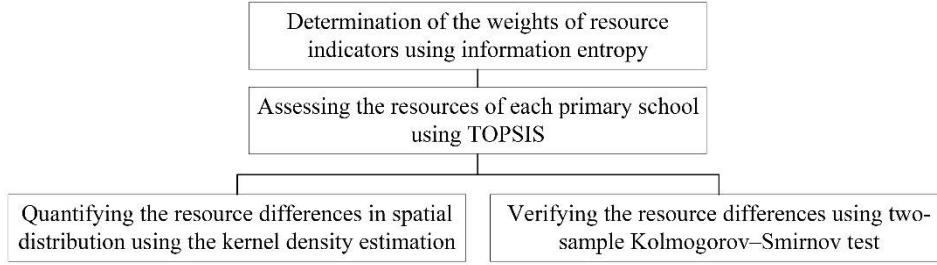 Determination of the weights of resource
indicators using information entropy
Assessing the resources of each primary school
using TOPSIS
Quantifying the resource differences in spatial
distribution using the kernel density estimation
Verifying the resource differences using two-
sample Kolmogorov–Smirnov test